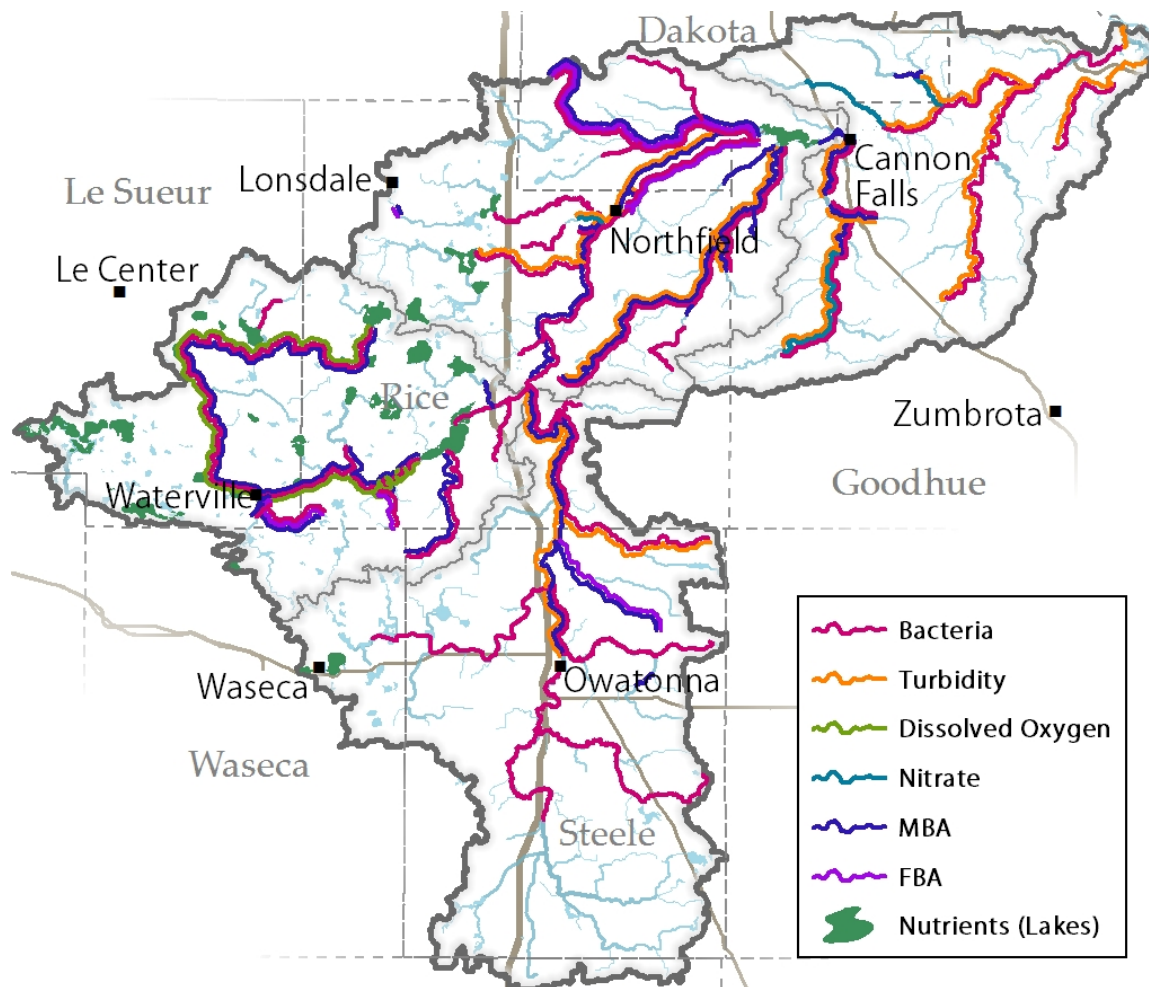 Dakota
Le Sueur
Lonsdale
Cannon
Falls
Northfield
Le Center
Rice
Zumbrota
Goodhue
Waterville
Waseca
Owatonna
Waseca
Steele
Bacteria
Turbidity
Dissolved Oxygen
Nitrate
MBA
FBA
Nutrients (Lakes)